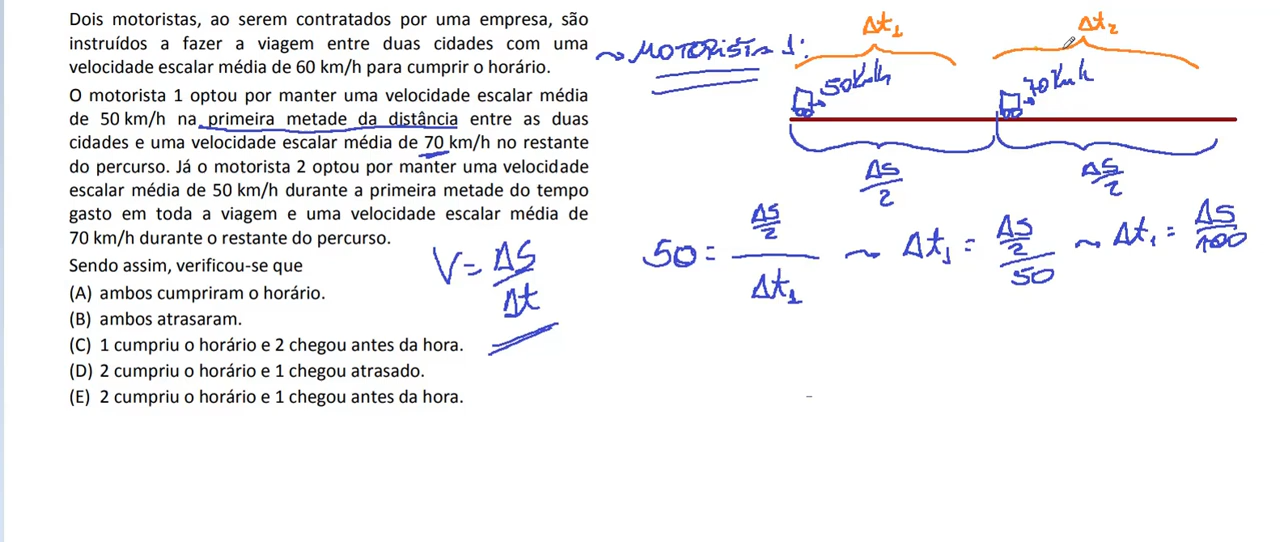 Dois motoristas, ao serem contratados por uma empresa, são
instruídos a fazer a viagem entre duas cidades com uma
velocidade escalar média de 60 km/h para cumprir o horário.
O motorista 1 optou por manter uma velocidade escalar média
de 50 km/h na primeira metade da distância entre as duas
cidades e uma velocidade escalar média de 70 km/h no restante
do percurso. Já o motorista 2 optou por manter uma velocidade
escalar média de 50 km/h durante a primeira metade do tempo
gasto em toda a viagem e uma velocidade escalar média de
70 km/h durante o restante do percurso.
Sendo assim, verificou-se que
(A) ambos cumpriram o horário.
(B) ambos atrasaram.
(C) 1 cumpriu o horário e 2 chegou antes da hora.
(D) 2 cumpriu o horário e 1 chegou atrasado.
(E) 2 cumpriu o horário e 1 chegou antes da hora.
V = ΔS/Δt
~ MOTORISTA 1:
Δt₁ Δt₂
50Km/h 70Km/h
ΔS/2 ΔS/2
50 = (ΔS/2)/Δt₁ ~ Δt₁ = (ΔS/2)/50 ~ Δt₁ = ΔS/100